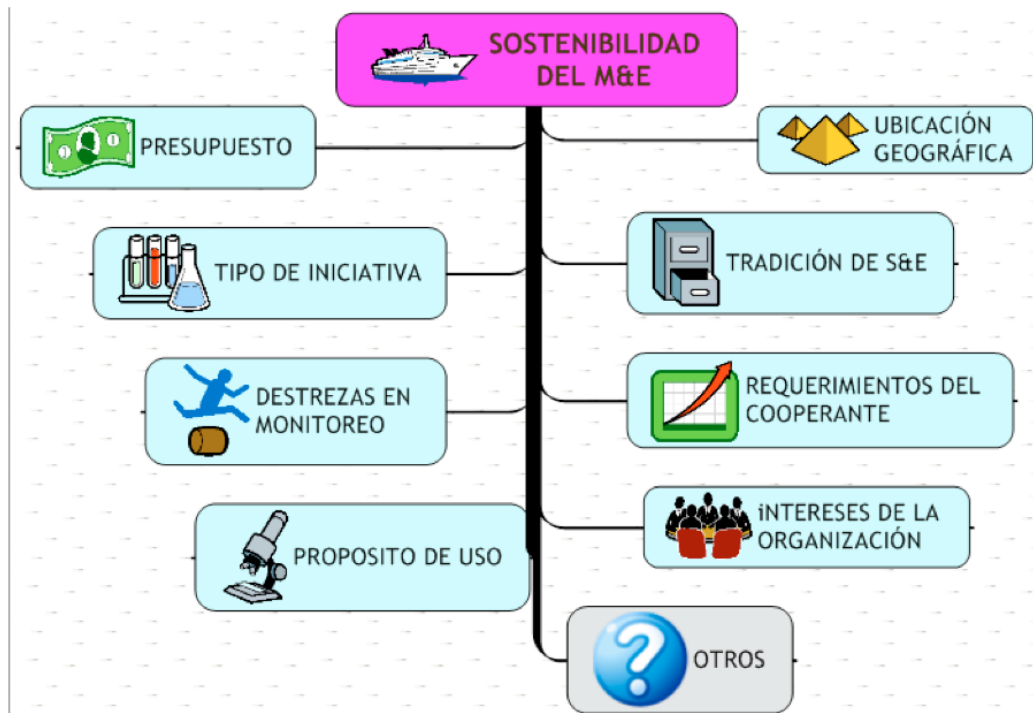 SOSTENIBILIDAD
DEL M&E
PRESUPUESTO
UBICACIÓN
GEOGRÁFICA
TIPO DE INICIATIVA
TRADICIÓN DE S&E
DESTREZAS EN
MONITOREO
REQUERIMIENTOS DEL
COOPERANTE
PROPOSITO DE USO
iNTERESES DE LA
ORGANIZACIÓN
OTROS